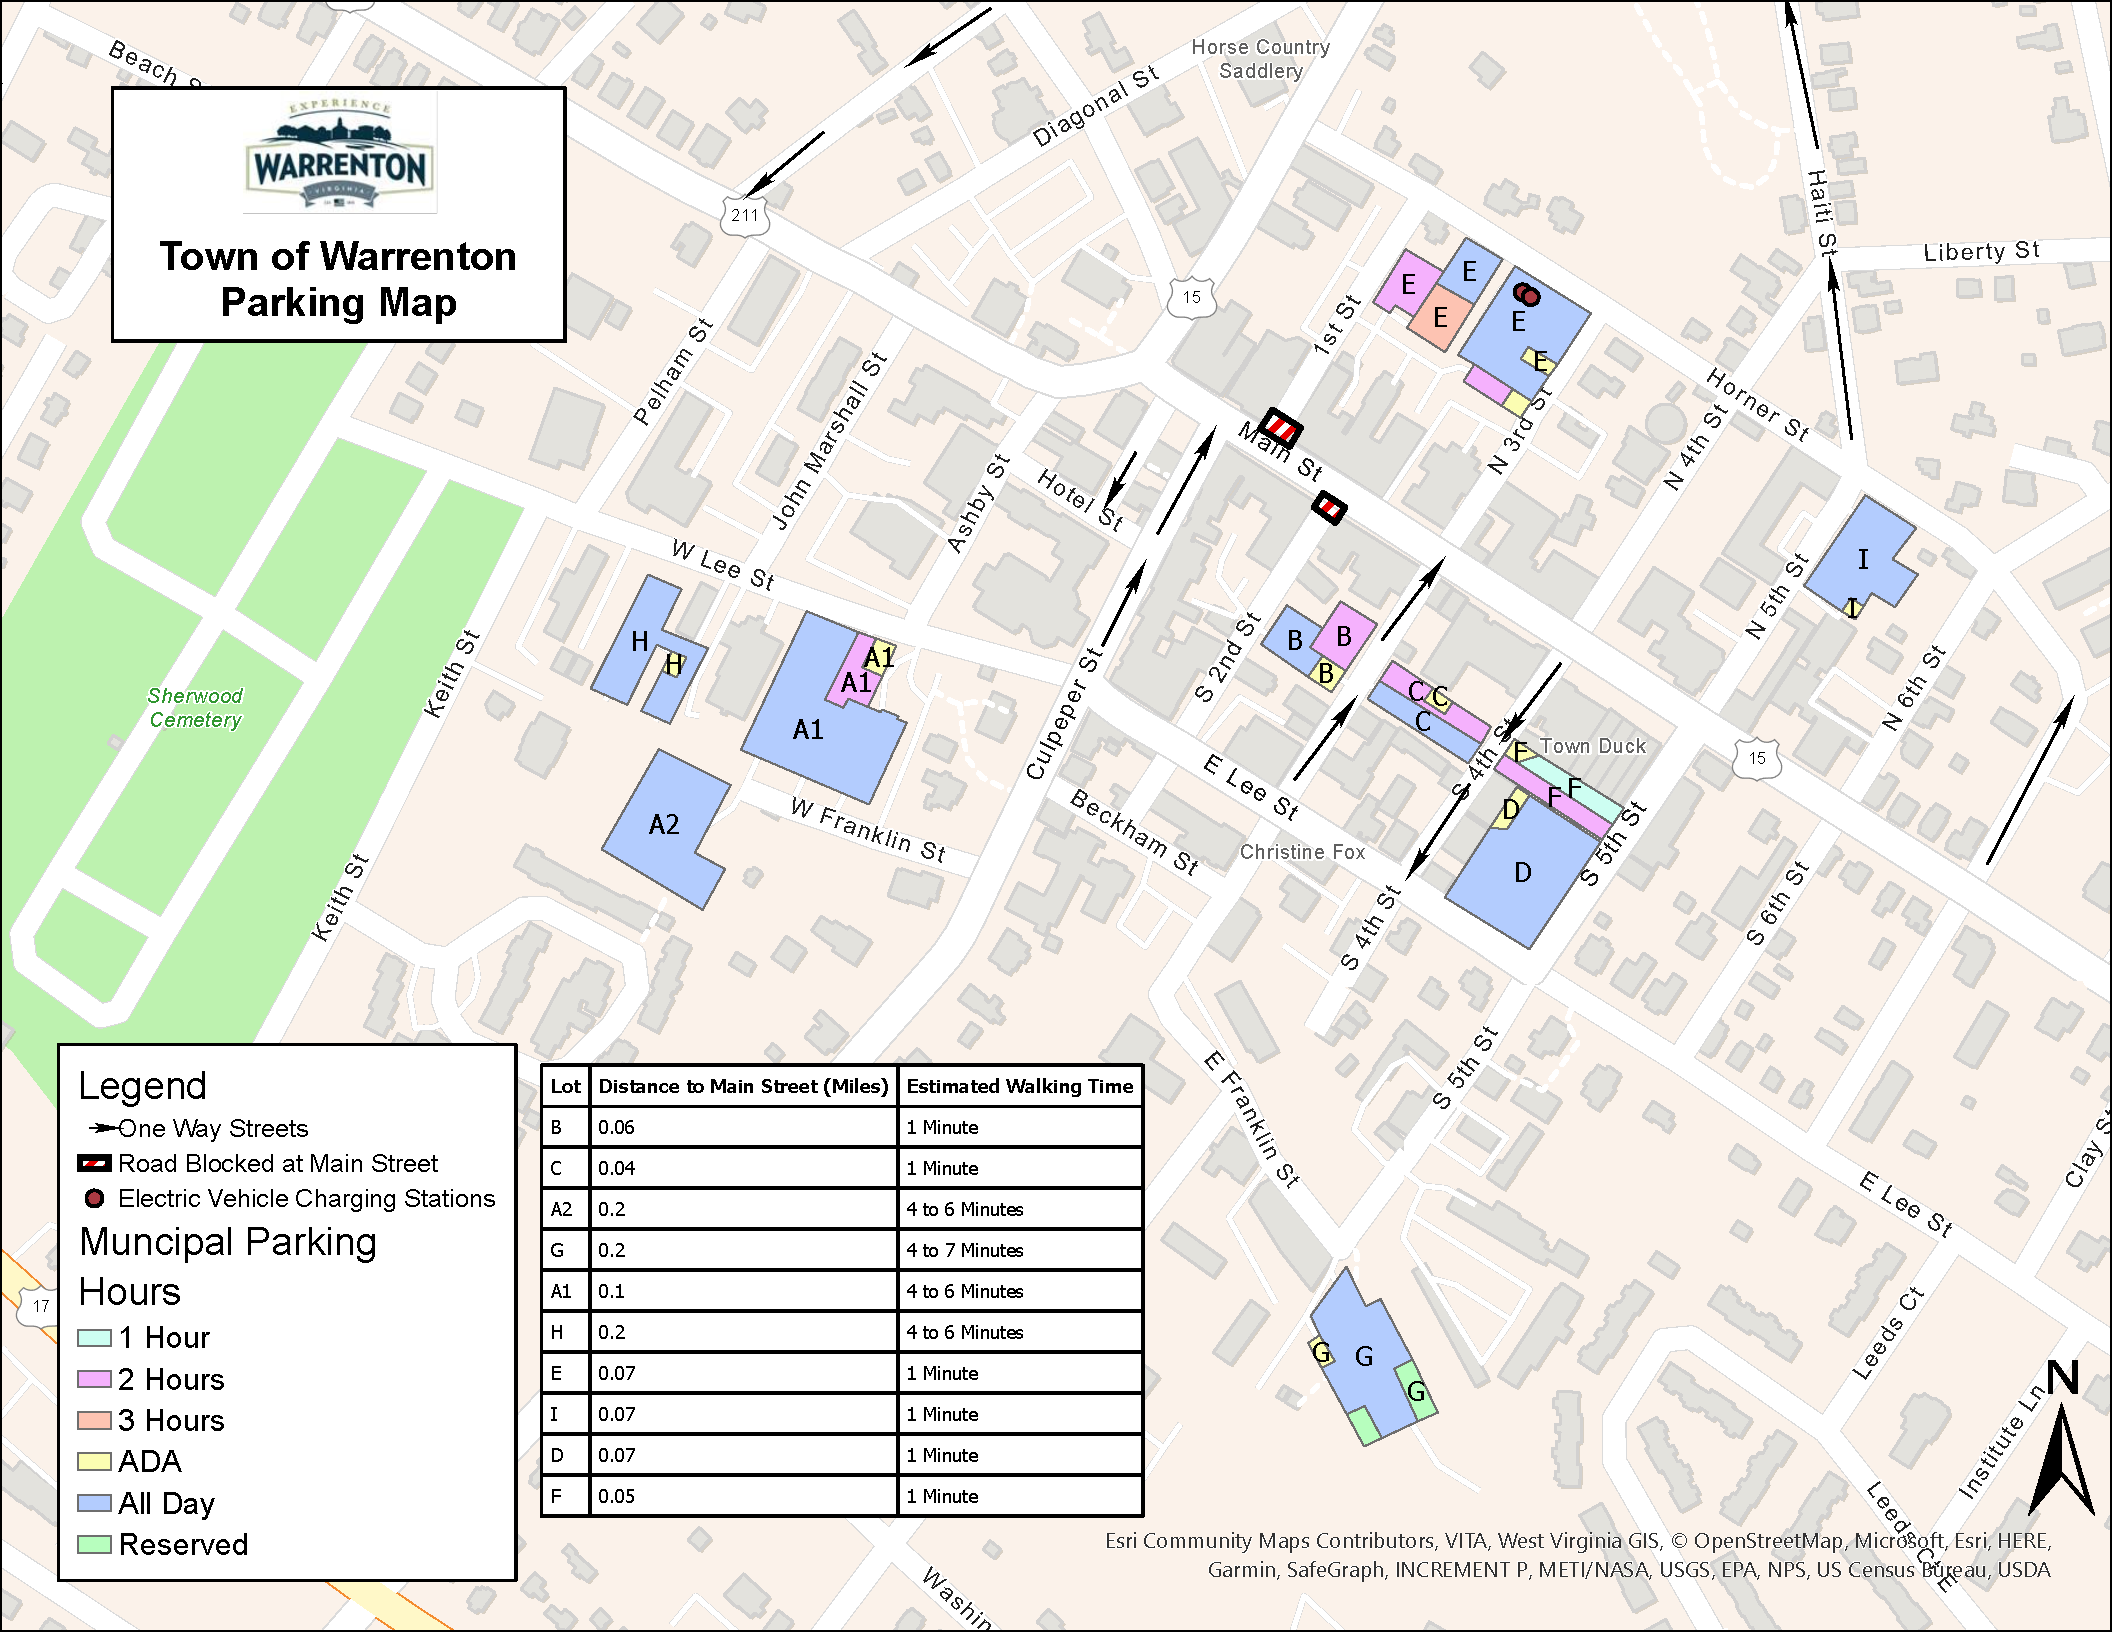 EXPERIENCE
WARRENTON
VIRGINIA
Town of Warrenton
Parking Map
Beach S
Horse Country
Saddlery
Diagonal St
211
15
Haiti St
Liberty St
Pelham St
John Marshall St
1st St
E
E
E
E
E
Horner St
Main St
N 3rd St
N 4th St
Hotel St
Ashby St
W Lee St
I
I
N 5th St
N 6th St
H
H
A1
A1
A1
A2
Keith St
Sherwood
Cemetery
Culpeper St
S 2nd St
B
B
B
C
C
C
S 4th St
Town Duck
F
F
F
15
D
D
E Lee St
W Franklin St
Beckham St
Christine Fox
S 5th St
Keith St
S 4th St
S 6th St
S 5th St
E Franklin St
Clay St
E Lee St
Leeds Ct
G
G
G
Institute Ln
Leeds Ct E
Washin
17
N
Legend
One Way Streets
Road Blocked at Main Street
Electric Vehicle Charging Stations
Muncipal Parking
Hours
1 Hour
2 Hours
3 Hours
ADA
All Day
Reserved
Lot Distance to Main Street (Miles) Estimated Walking Time
B 0.06 1 Minute
C 0.04 1 Minute
A2 0.2 4 to 6 Minutes
G 0.2 4 to 7 Minutes
A1 0.1 4 to 6 Minutes
H 0.2 4 to 6 Minutes
E 0.07 1 Minute
I 0.07 1 Minute
D 0.07 1 Minute
F 0.05 1 Minute
Esri Community Maps Contributors, VITA, West Virginia GIS, © OpenStreetMap, Microsoft, Esri, HERE,
Garmin, SafeGraph, INCREMENT P, METI/NASA, USGS, EPA, NPS, US Census Bureau, USDA